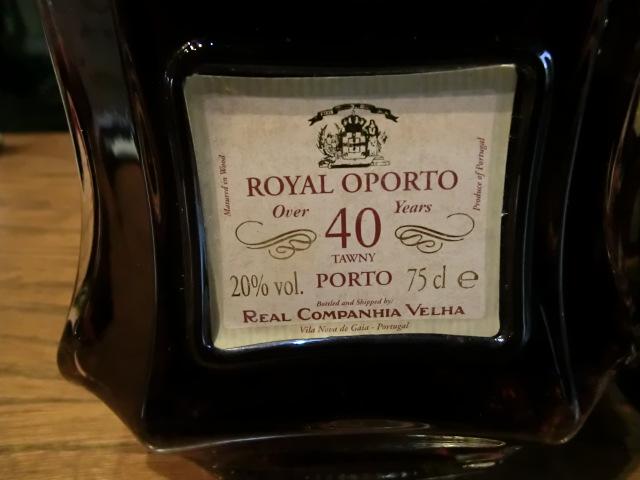 Matured in Wood
Produce of Portugal
ROYAL OPORTO
Over 40 Years
TAWNY
20% vol. PORTO 75 cl e
Bottled and Shipped by:
REAL COMPANHIA VELHA
Vila Nova de Gaia - Portugal